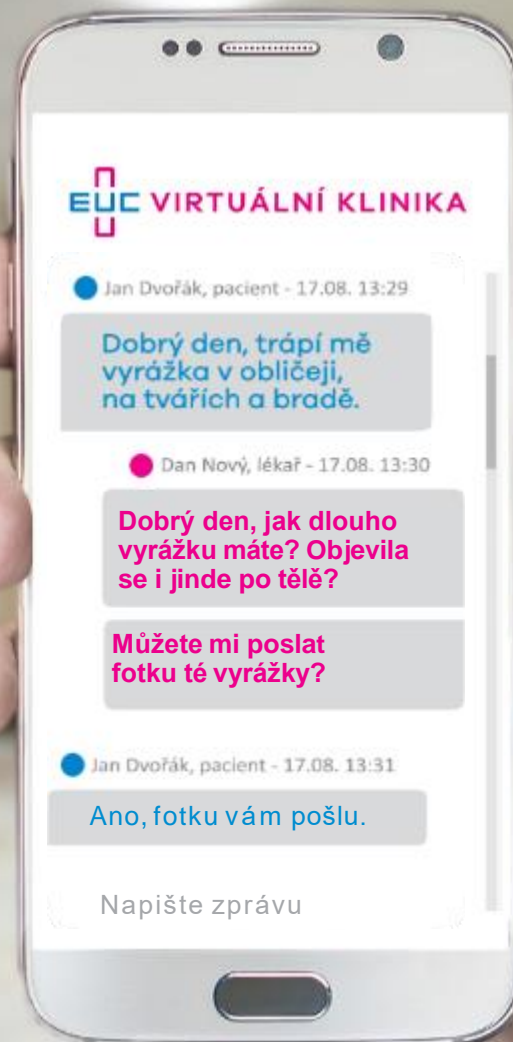 EUC VIRTUÁLNÍ KLINIKA
Jan Dvořák, pacient - 17.08. 13:29
Dobrý den, trápí mě
vyrážka v obličeji,
na tvářích a bradě.
Dan Nový, lékař - 17.08. 13:30
Dobrý den, jak dlouho
vyrážku máte? Objevila
se i jinde po těle?
Můžete mi poslat
fotku té vyrážky?
Jan Dvořák, pacient - 17.08. 13:31
Ano, fotku vám pošlu.
Napište zprávu